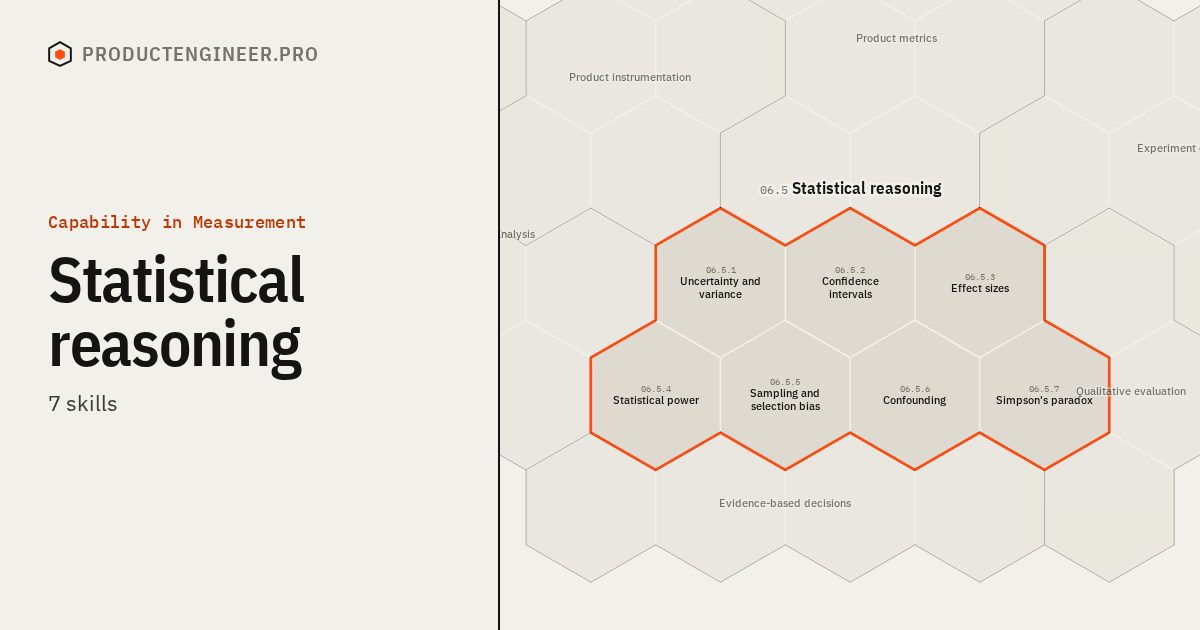 PRODUCTENGINEER.PRO
Capability in Measurement
Statistical
reasoning
7 skills
Product metrics
Product instrumentation
Experiment
06.5 Statistical reasoning
nalysis
06.5.1
Uncertainty and
variance
06.5.2
Confidence
intervals
06.5.3
Effect sizes
06.5.4
Statistical power
06.5.5
Sampling and
selection bias
06.5.6
Confounding
06.5.7
Simpson's paradox
Qualitative evaluation
Evidence-based decisions